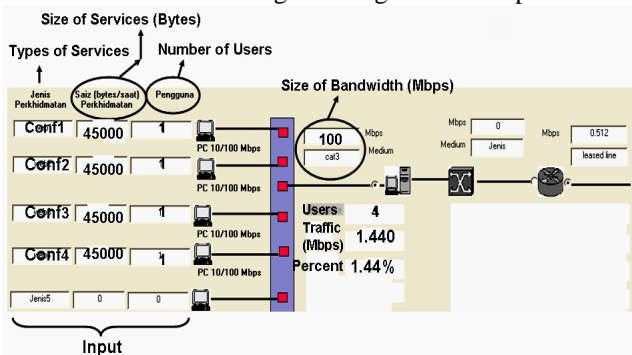 Size of Services (Bytes)
Types of Services
Number of Users
Size of Bandwidth (Mbps)
Jenis
Perkhidmatan
Saiz (bytes/saat)
Perkhidmatan
Pengguna
Conf1 45000 1
PC 10/100 Mbps
Conf2 45000 1
PC 10/100 Mbps
Conf3 45000 1
PC 10/100 Mbps
Conf4 45000 1
PC 10/100 Mbps
Jenis5 0 0
Input
100 Mbps
cat3 Medium
Users 4
Traffic
(Mbps) 1.440
Percent 1.44%
Mbps 0
Medium Jenis
Mbps 0.512
leased line